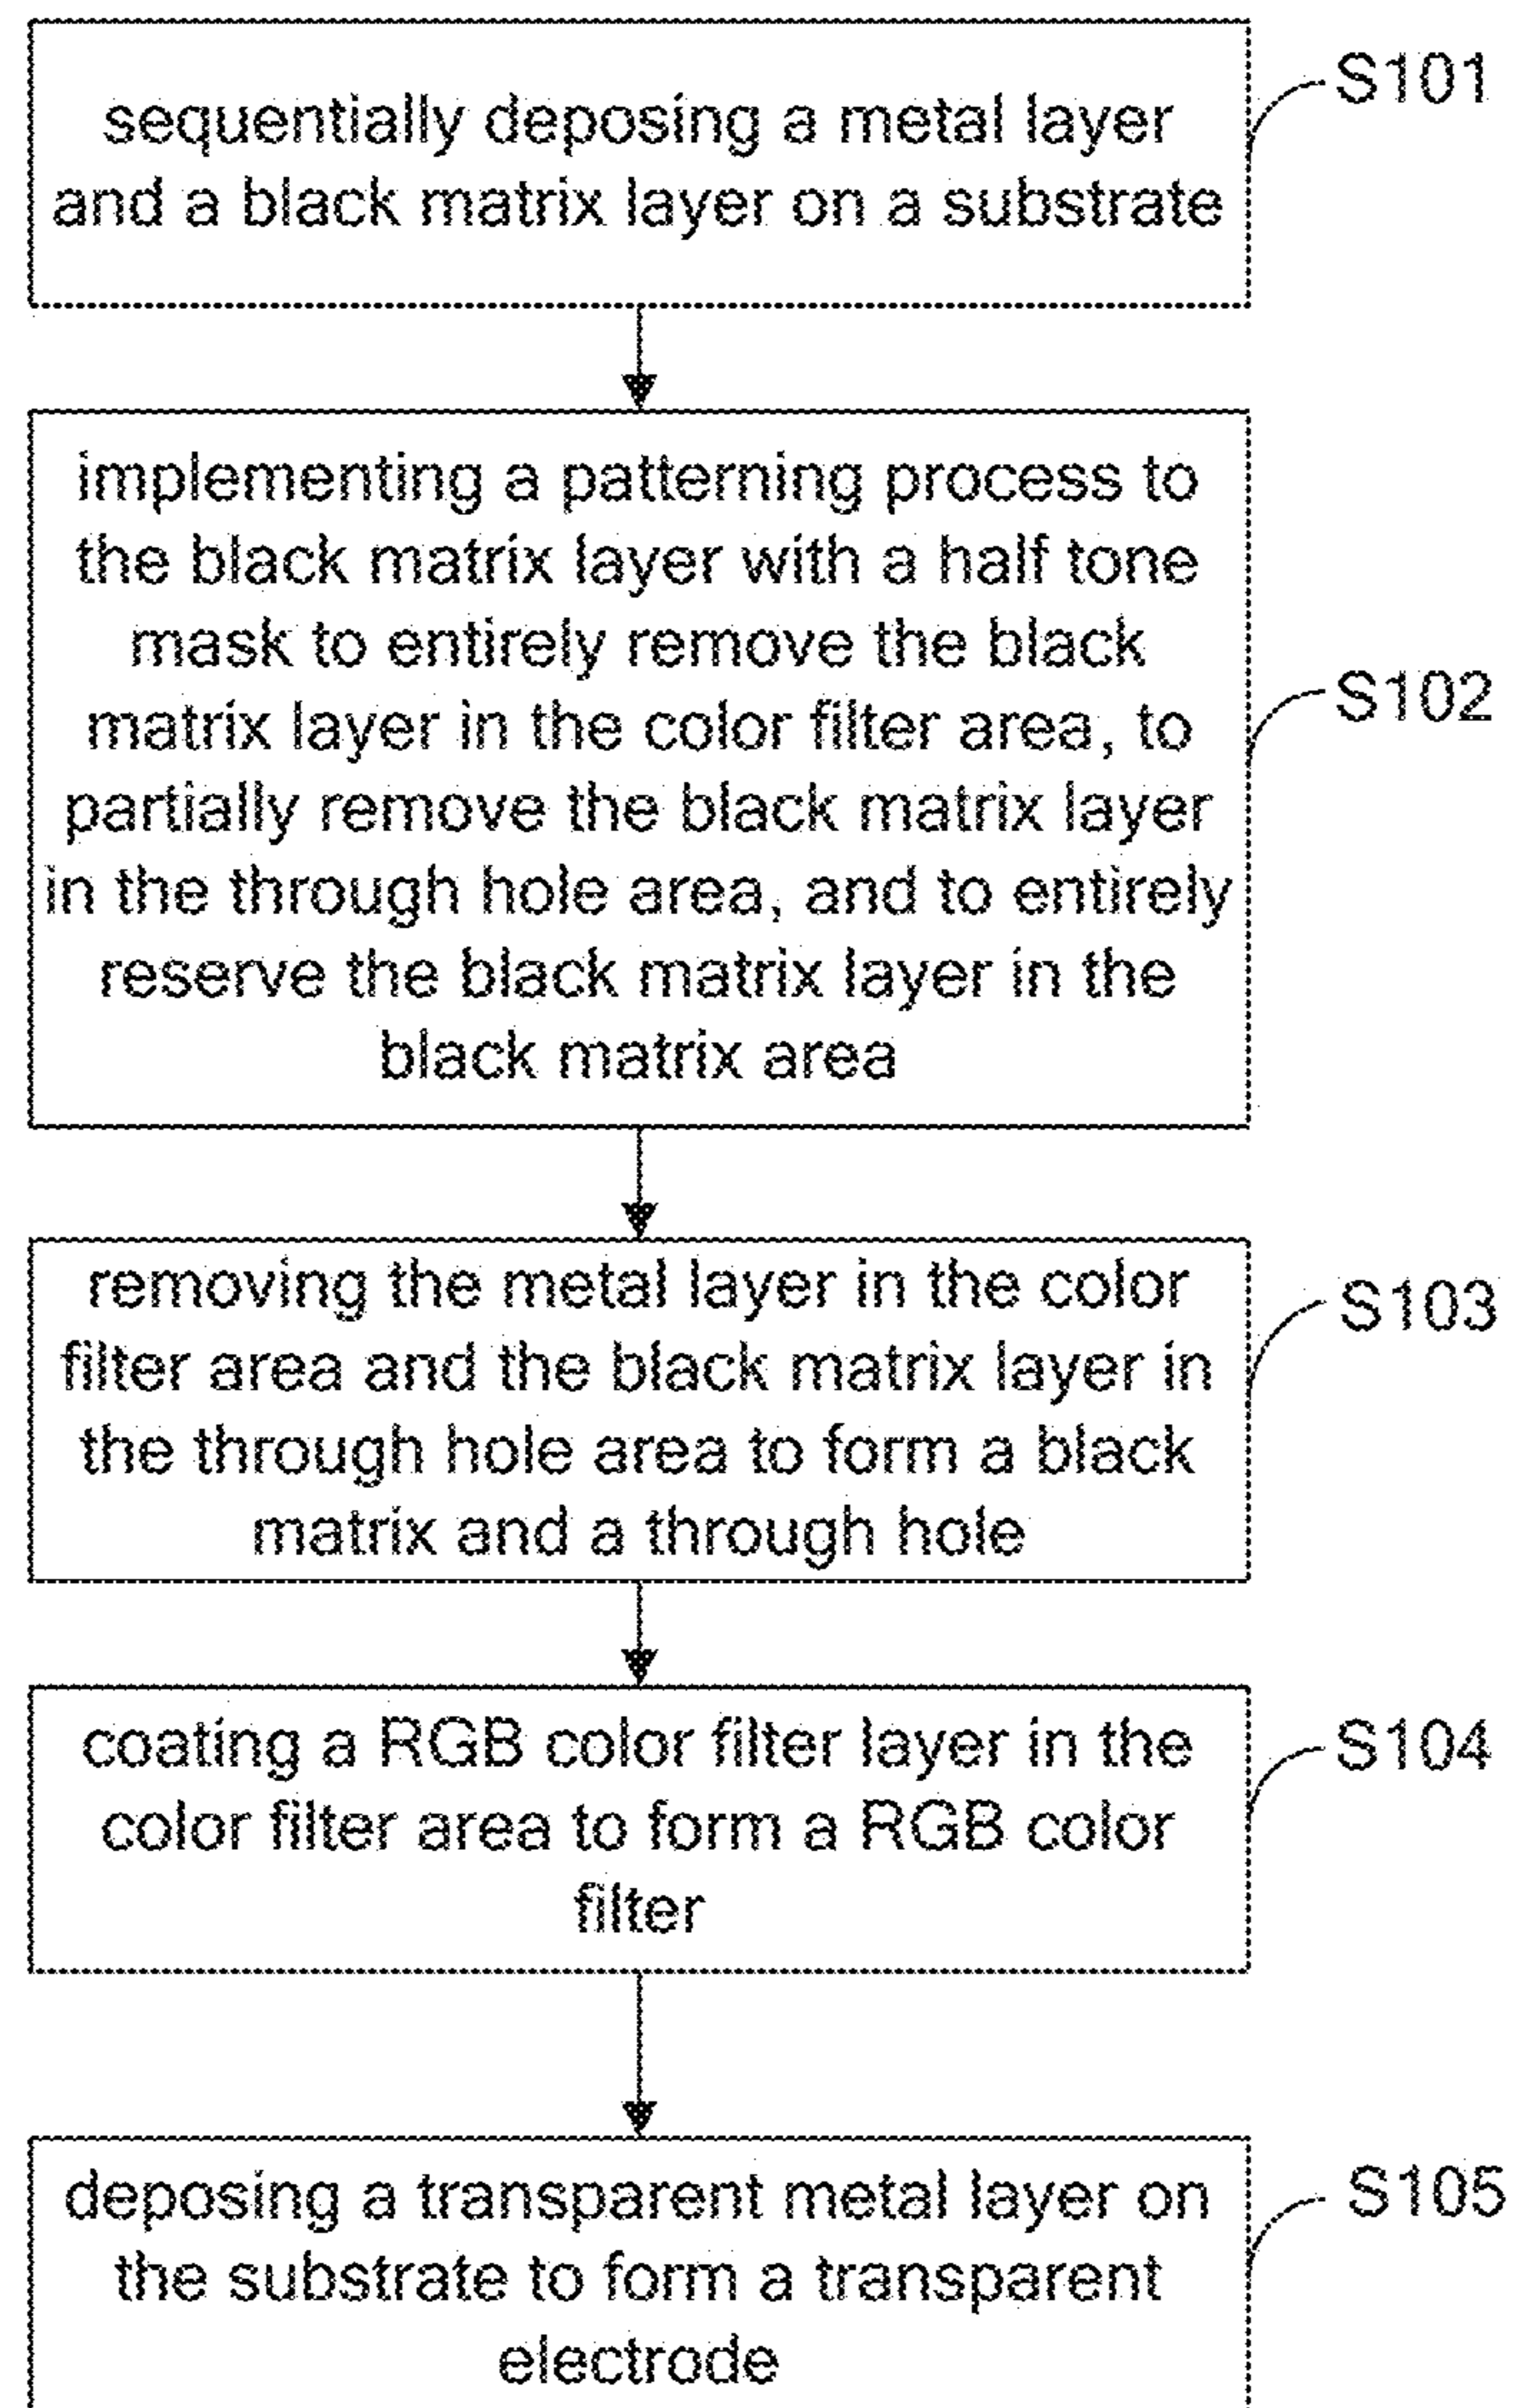 sequentially deposing a metal layer
and a black matrix layer on a substrate
S101
implementing a patterning process to
the black matrix layer with a half tone
mask to entirely remove the black
matrix layer in the color filter area, to
partially remove the black matrix layer
in the through hole area, and to entirely
reserve the black matrix layer in the
black matrix area
S102
removing the metal layer in the color
filter area and the black matrix layer in
the through hole area to form a black
matrix and a through hole
S103
coating a RGB color filter layer in the
color filter area to form a RGB color
filter
S104
deposing a transparent metal layer on
the substrate to form a transparent
electrode
S105